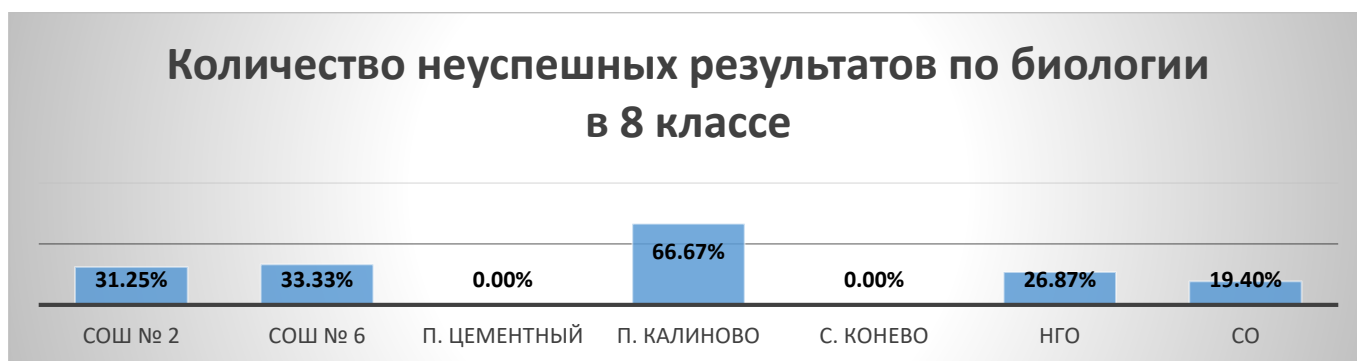 Количество неуспешных результатов по биологии
в 8 классе
31.25% 33.33% 0.00% 66.67% 0.00% 26.87% 19.40%
СОШ № 2 СОШ № 6 П. ЦЕМЕНТНЫЙ П. КАЛИНОВО С. КОНЕВО НГО СО